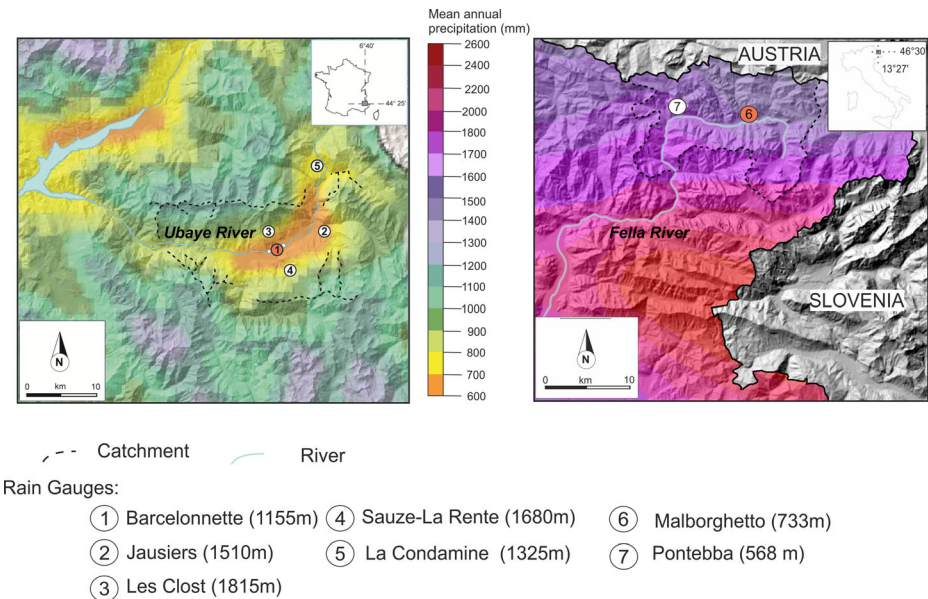 Mean annual
precipitation (mm)
6°40'
44° 25'
Ubaye River
5
3
2
1
4
N
0 km 10
2600
2400
2200
2000
1800
1700
1600
1500
1400
1300
1200
1100
1000
900
800
700
600
AUSTRIA
46°30'
13°27'
7
6
Fella River
SLOVENIA
N
0 km 10
Catchment
River
Rain Gauges:
1 Barcelonnette (1155m)
4 Sauze-La Rente (1680m)
6 Malborghetto (733m)
2 Jausiers (1510m)
5 La Condamine (1325m)
7 Pontebba (568 m)
3 Les Clost (1815m)